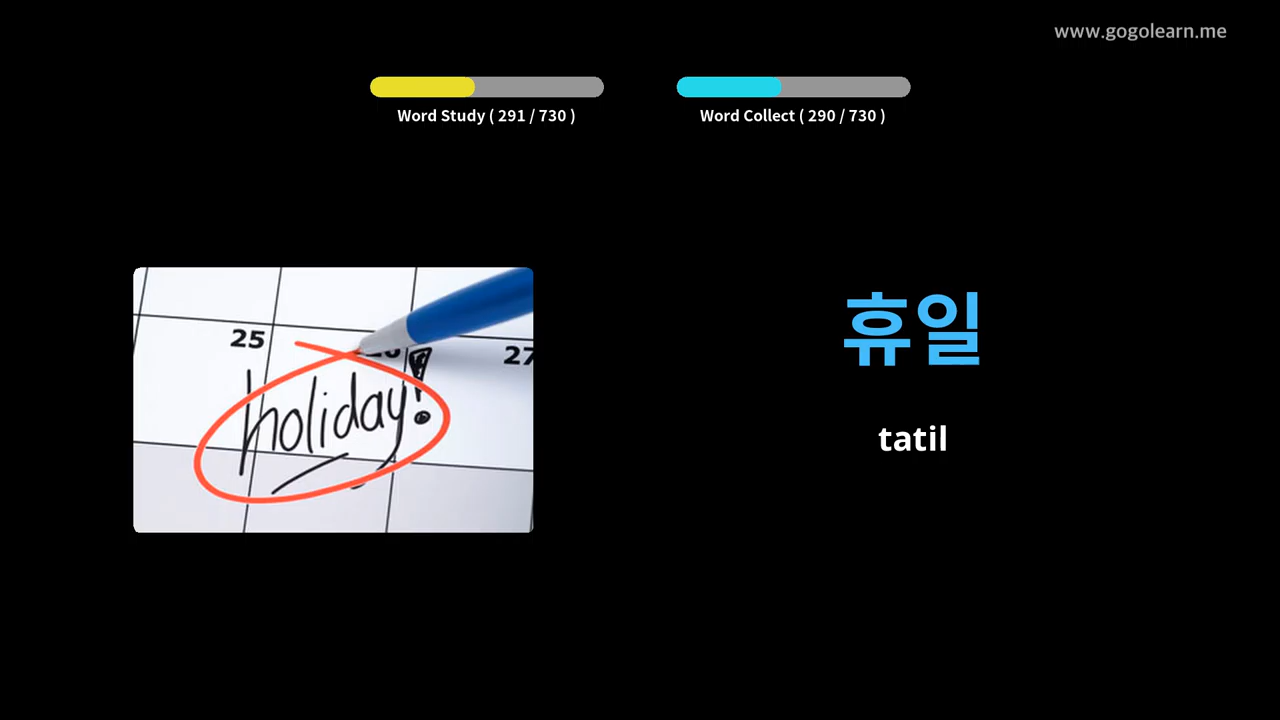 www.gogolearn.me
Word Study ( 291 / 730 )
Word Collect ( 290 / 730 )
25
27
holiday!
휴일
tatil